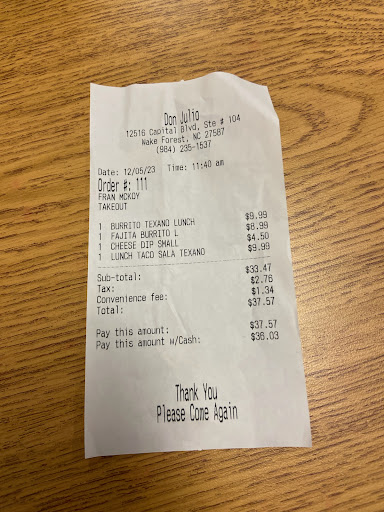 Don Julio
12516 Capital Blvd, Ste # 104
Wake Forest, NC 27587
(984) 235-1537
Date: 12/05/23 Time: 11:40 am
Order #: 111
FRAN MCKOY
TAKEOUT
1 BURRITO TEXANO LUNCH $9.99
1 FAJITA BURRITO L $8.99
1 CHEESE DIP SMALL $4.50
1 LUNCH TACO SALA TEXANO $9.99
Sub-total: $33.47
Tax: $2.76
Convenience fee: $1.34
Total: $37.57
Pay this amount: $37.57
Pay this amount w/Cash: $36.03
Thank You
Please Come Again